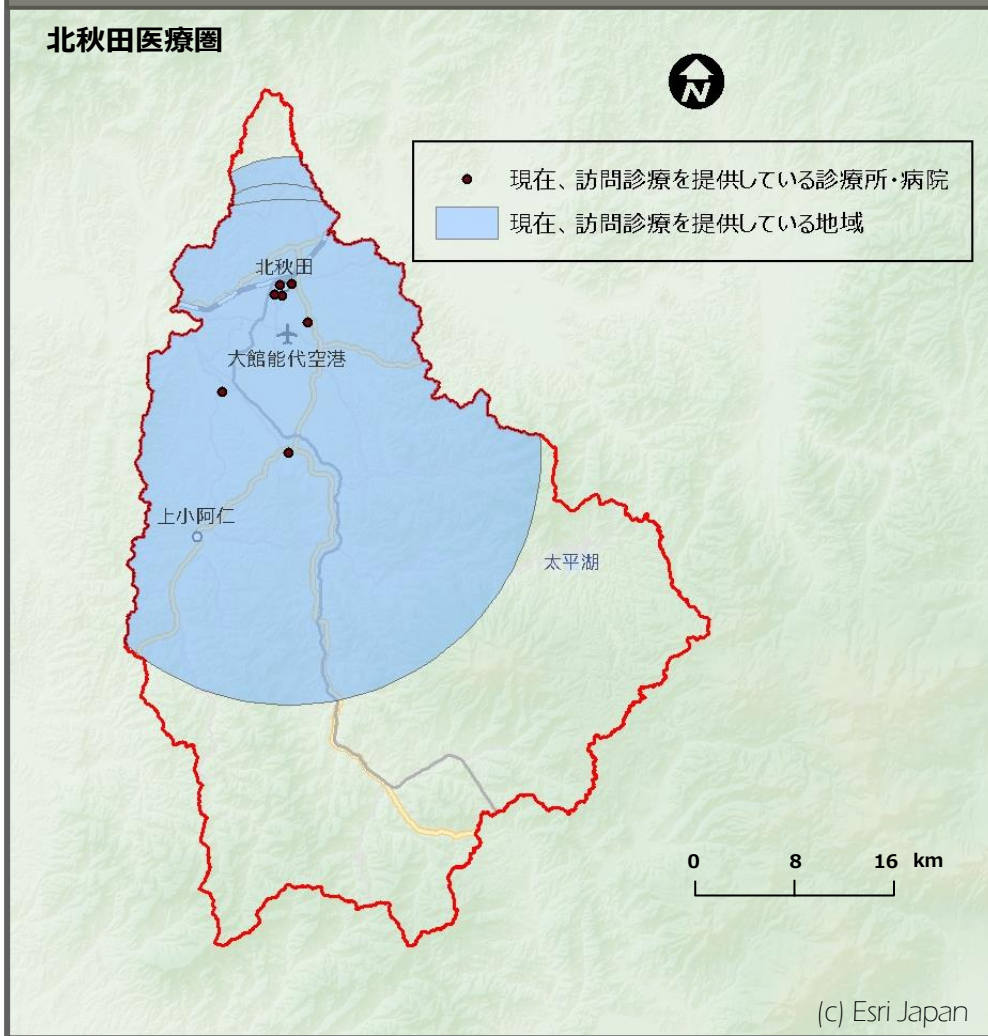 北秋田医療圏
N
現在、訪問診療を提供している診療所・病院
現在、訪問診療を提供している地域
北秋田
大館能代空港
上小阿仁
太平湖
0 8 16 km
(c) Esri Japan